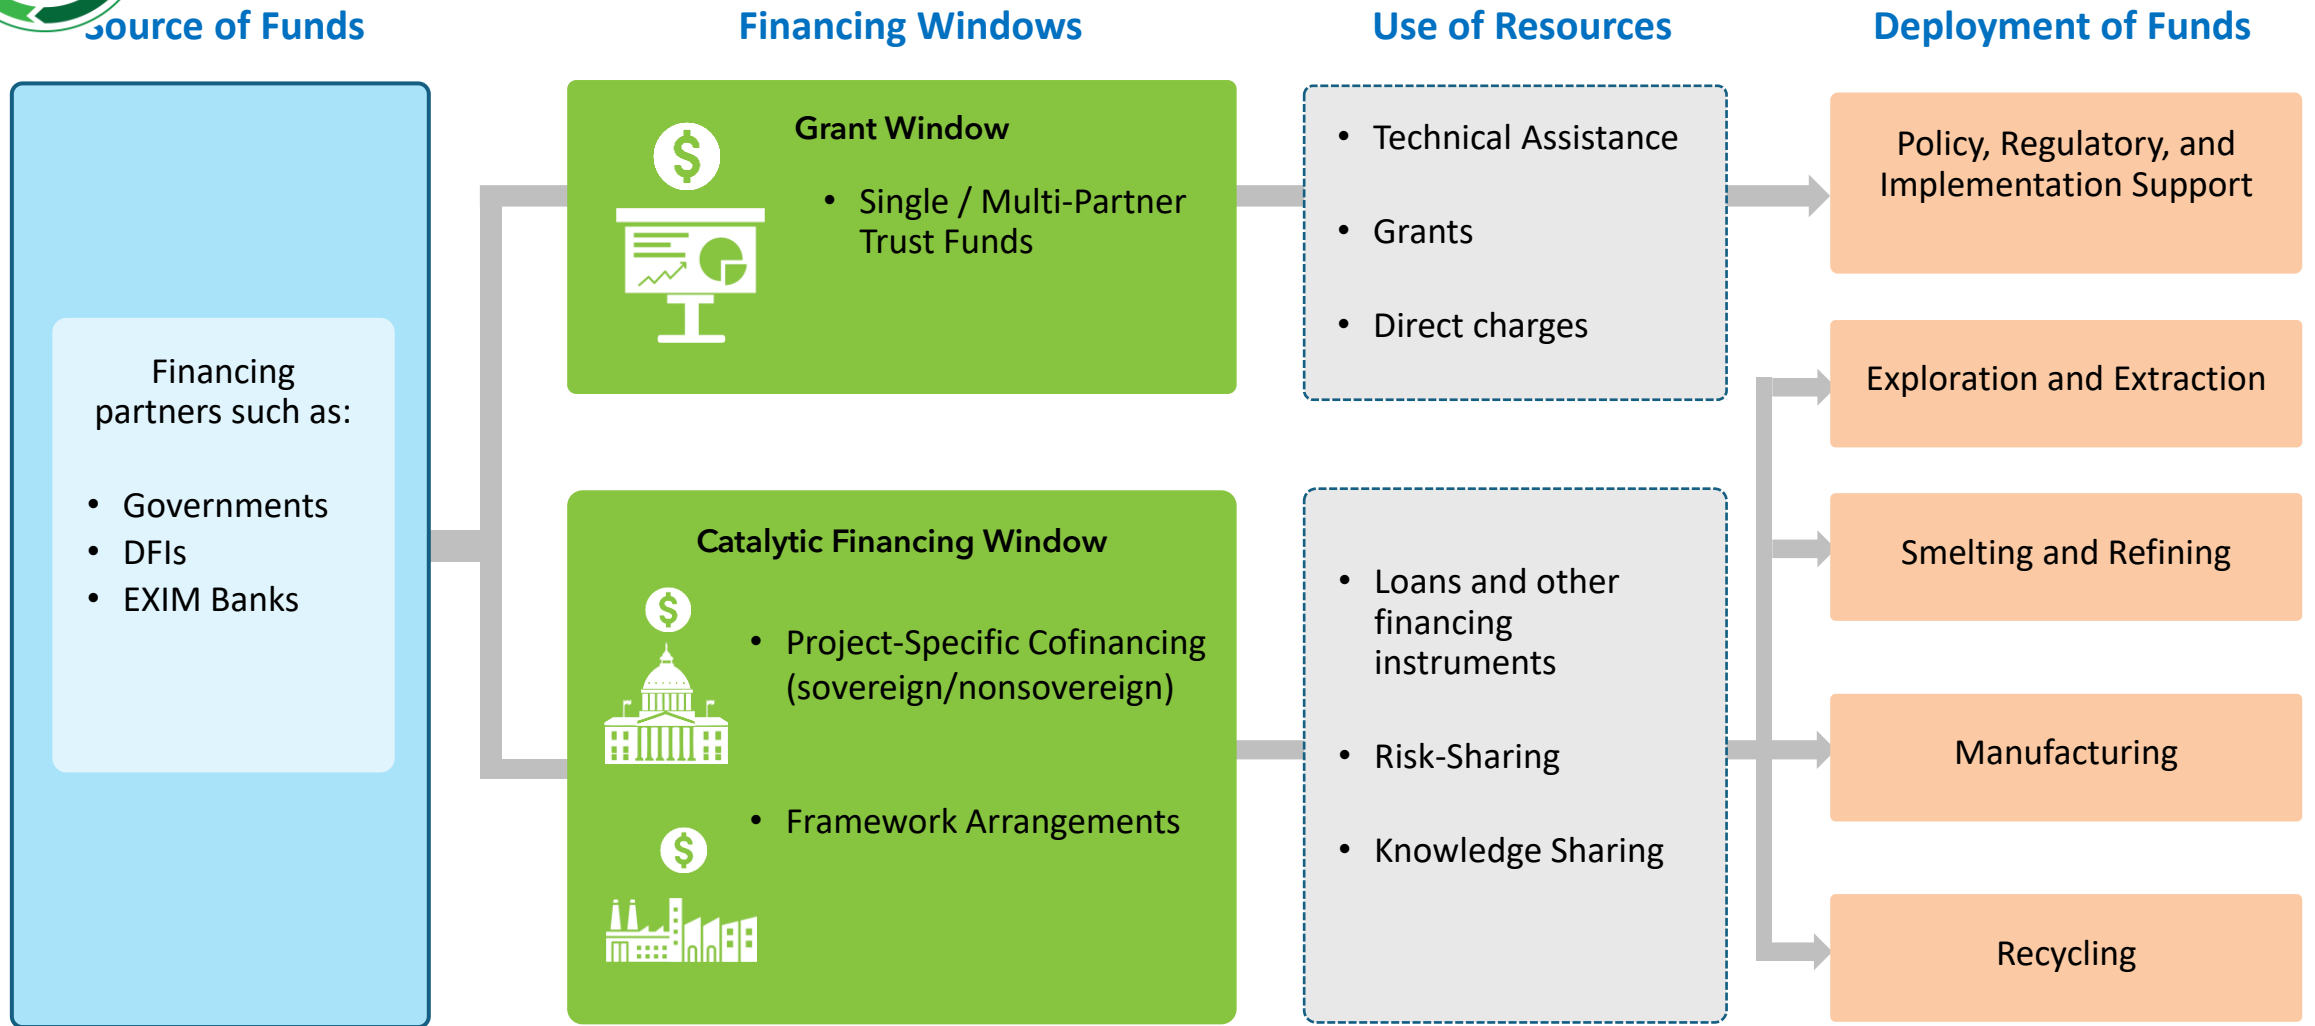 Source of Funds
Financing Windows
Use of Resources
Deployment of Funds
Financing
partners such as:
• Governments
• DFIs
• EXIM Banks
Grant Window
• Single / Multi-Partner
Trust Funds
Catalytic Financing Window
• Project-Specific Cofinancing
(sovereign/nonsovereign)
• Framework Arrangements
• Technical Assistance
• Grants
• Direct charges
• Loans and other
financing
instruments
• Risk-Sharing
• Knowledge Sharing
Policy, Regulatory, and
Implementation Support
Exploration and Extraction
Smelting and Refining
Manufacturing
Recycling